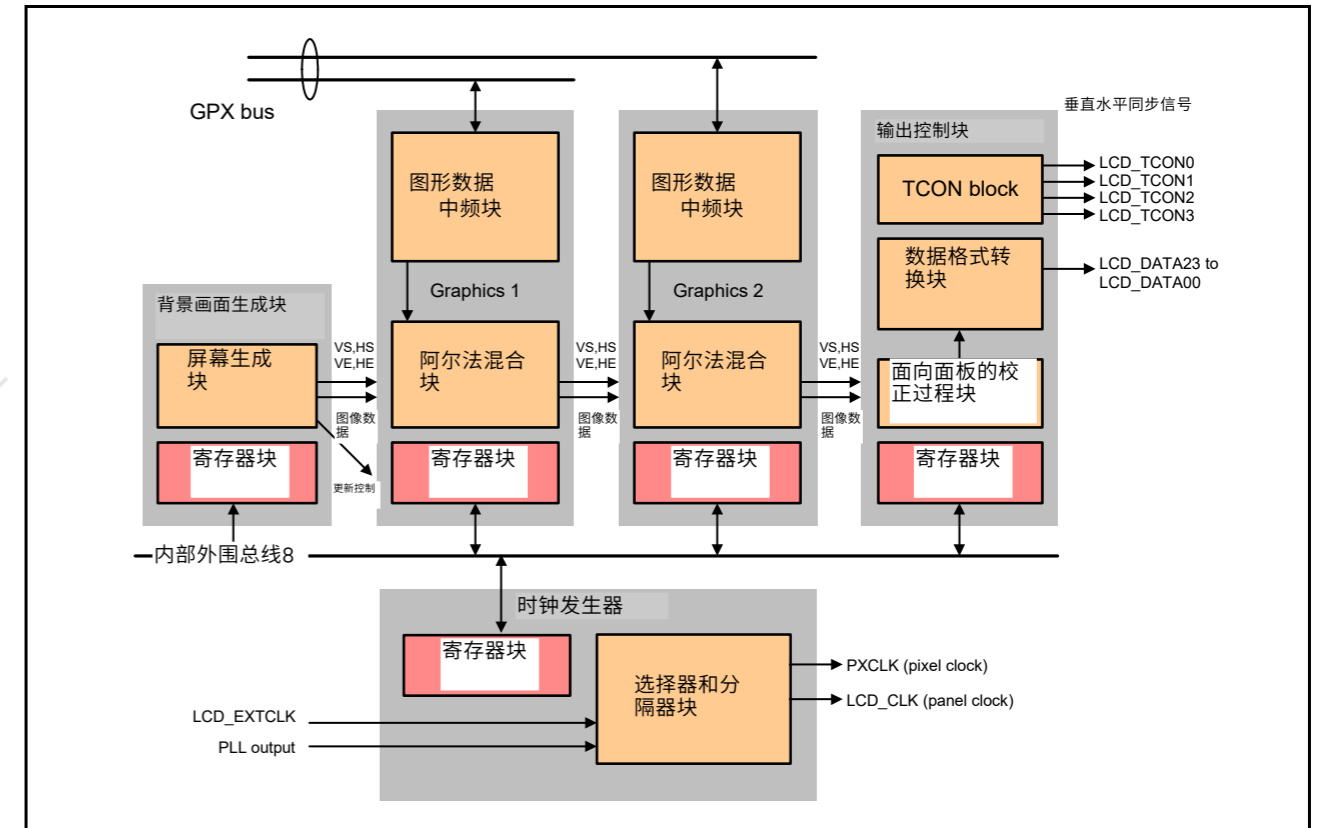 GPX bus
图形数据
中频块
Graphics 1
阿尔法混合
块
寄存器块
图形数据
中频块
Graphics 2
阿尔法混合
块
寄存器块
垂直水平同步信号
输出控制块
TCON block
LCD_TCON0
LCD_TCON1
LCD_TCON2
LCD_TCON3
数据格式转
换块
LCD_DATA23 to
LCD_DATA00
面向面板的校
正过程块
寄存器块
背景画面生成块
屏幕生成
块
寄存器块
VS,HS
VE,HE
图像数
据
更新控制
VS,HS
VE,HE
图像数
据
VS,HS
VE,HE
图像数
据
内部外围总线8
时钟发生器
寄存器块
选择器和分
隔器块
LCD_EXTCLK
PLL output
PXCLK (pixel clock)
LCD_CLK (panel clock)